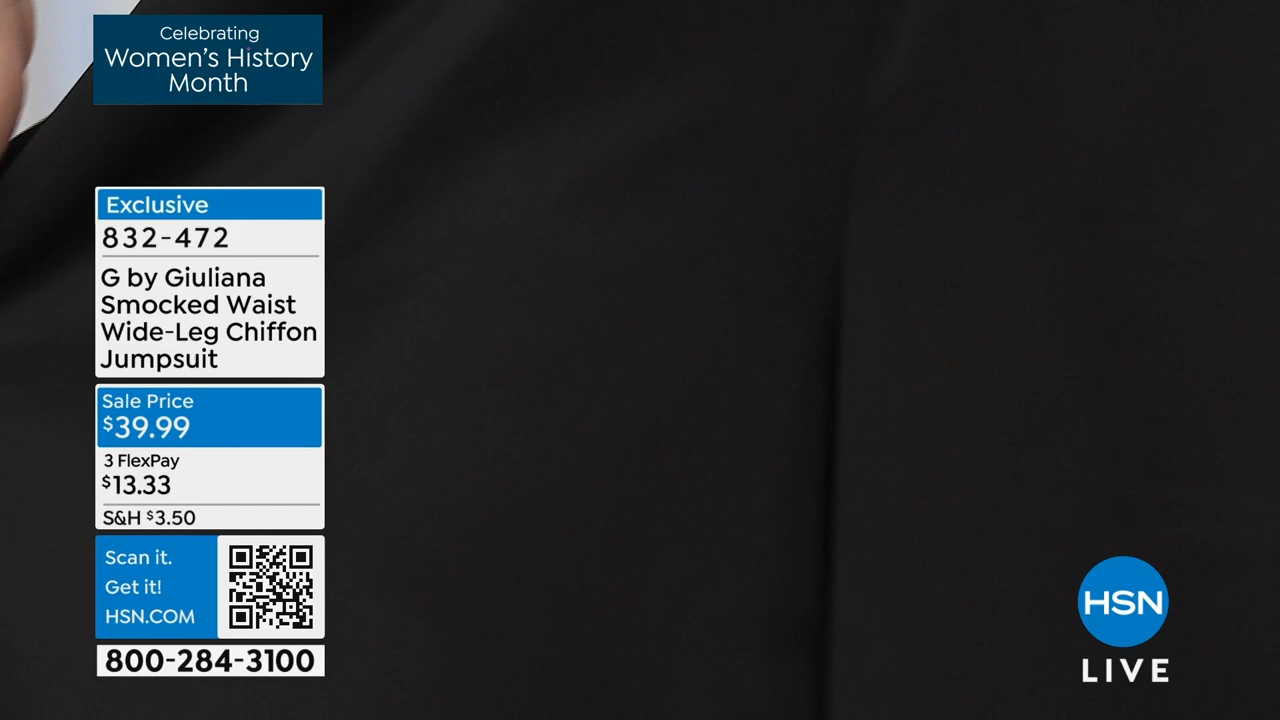 Celebrating
Women's History
Month
Exclusive
832-472
G by Giuliana
Smocked Waist
Wide-Leg Chiffon
Jumpsuit
Sale Price
$39.99
3 FlexPay
$13.33
S&H $3.50
Scan it.
Get it!
HSN.COM
800-284-3100
HSN
LIVE